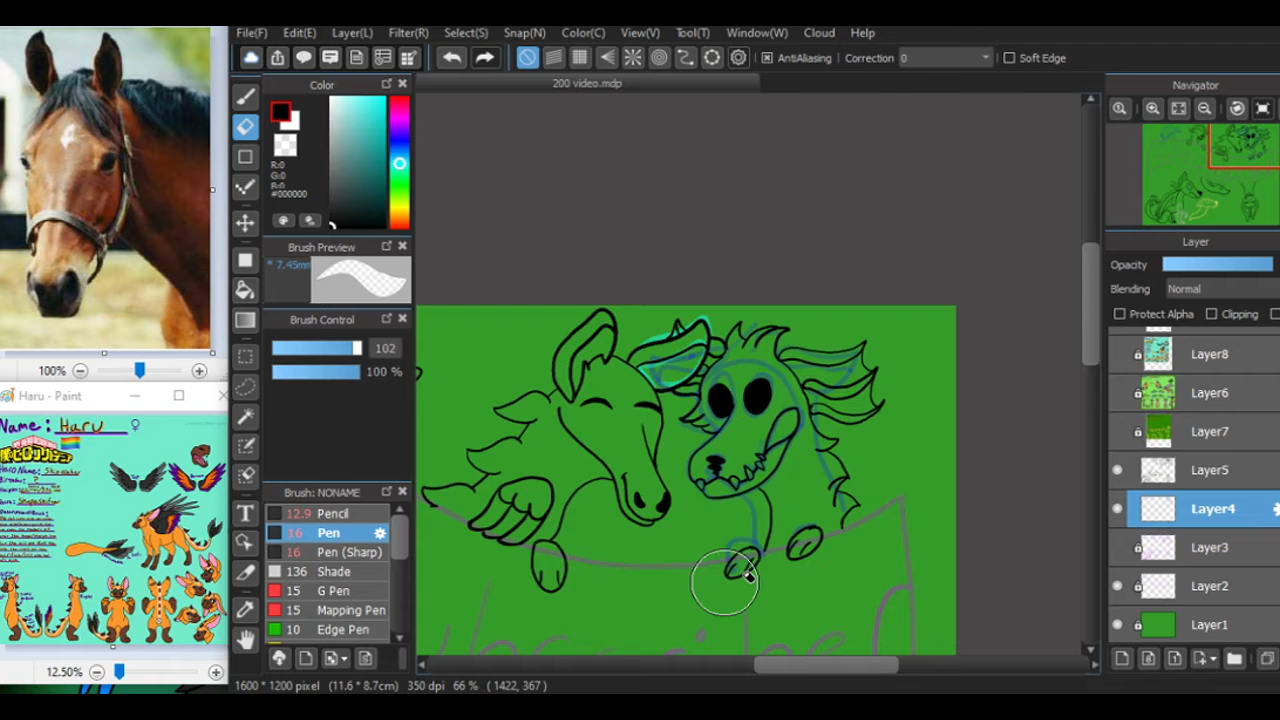 File(F) Edit(E) Layer(L) Filter(R) Select(S) Snap(N) Color(C) View(V) Tool(T) Window(W) Cloud Help
AntiAliasing Correction 0 Soft Edge
Color
200 video.mdp
Navigator
R:0
G:0
B:0
#000000
Brush Preview
* 7.45mm
Layer
Opacity
Blending Normal
Protect Alpha Clipping
Brush Control
102
100 %
100%
Haru - Paint
Name: Haru
Layer8
Layer6
Layer7
Layer5
Layer4
Layer3
Layer2
Layer1
Brush: NONAME
12.9 Pencil
16 Pen
16 Pen (Sharp)
136 Shade
15 G Pen
15 Mapping Pen
10 Edge Pen
12.50%
1600 * 1200 pixel (11.6 * 8.7cm) 350 dpi 66 % ( 1422, 367 )